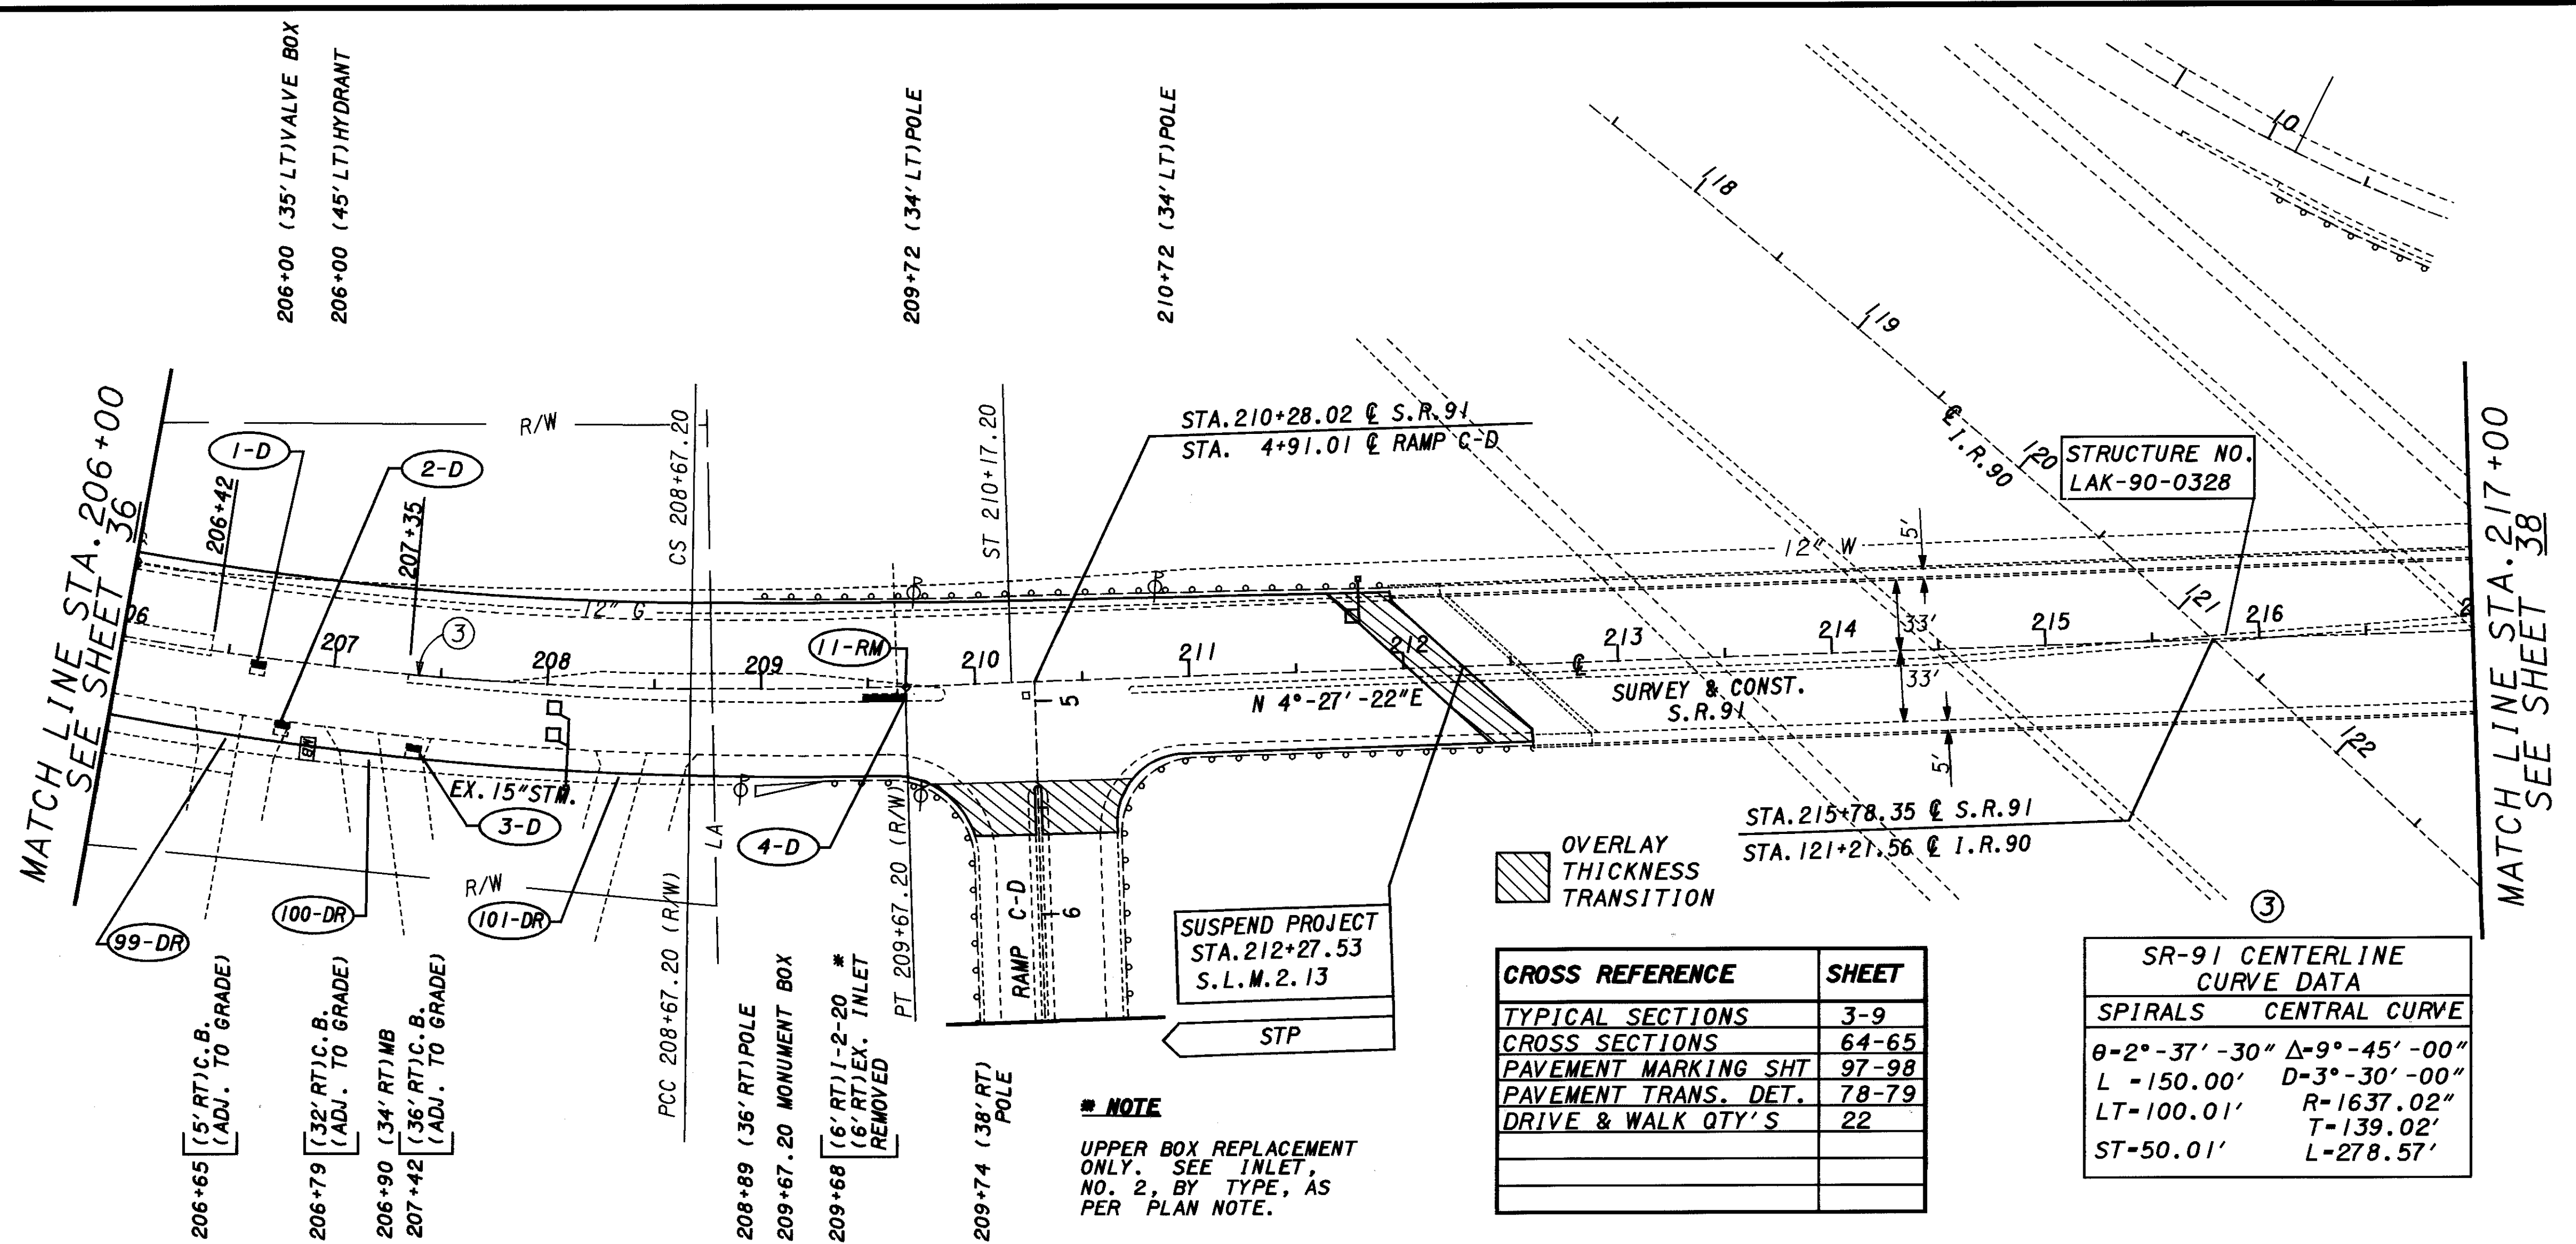 206+00 (35' LT)VALVE BOX
206+00 (45' LT)HYDRANT
209+72 (34' LT)POLE
210+72 (34' LT)POLE
10
118
119
120
121
122
℄ I.R.90
MATCH LINE STA.206+00
SEE SHEET 36
R/W
1-D
2-D
206+42
207+35
CS 208+67.20
ST 210+17.20
STA.210+28.02 ℄ S.R.91
STA. 4+91.01 ℄ RAMP C-D
STRUCTURE NO.
LAK-90-0328
MATCH LINE STA.217+00
SEE SHEET 38
12" W
5'
12" G
06
207
3
208
209
11-RM
210
211
212
213
214
215
216
2
33'
33'
℄
SURVEY & CONST.
S.R.91
N 4°-27'-22"E
5
MB
EX.15"STM.
3-D
4-D
LA
5'
STA.215+78.35 ℄ S.R.91
STA.121+21.56 ℄ I.R.90
OVERLAY
THICKNESS
TRANSITION
R/W
99-DR
100-DR
101-DR
PCC 208+67.20 (R/W)
PT 209+67.20 (R/W)
RAMP C-D
6
SUSPEND PROJECT
STA.212+27.53
S.L.M.2.13
STP
206+65 (5' RT)C.B.
(ADJ. TO GRADE)
206+79 (32' RT)C.B.
(ADJ. TO GRADE)
206+90 (34' RT)MB
207+42 (36' RT)C.B.
(ADJ. TO GRADE)
208+89 (36' RT)POLE
209+67.20 MONUMENT BOX
209+68 (6' RT)I-2-20 *
(6' RT)EX. INLET
REMOVED
209+74 (38' RT)
POLE
* NOTE
UPPER BOX REPLACEMENT
ONLY. SEE INLET,
NO. 2, BY TYPE, AS
PER PLAN NOTE.
CROSS REFERENCE SHEET
TYPICAL SECTIONS 3-9
CROSS SECTIONS 64-65
PAVEMENT MARKING SHT 97-98
PAVEMENT TRANS. DET. 78-79
DRIVE & WALK QTY'S 22
3
SR-91 CENTERLINE
CURVE DATA
SPIRALS CENTRAL CURVE
θ=2°-37'-30" Δ=9°-45'-00"
L =150.00' D=3°-30'-00"
LT=100.01' R=1637.02"
T=139.02'
ST=50.01' L=278.57'